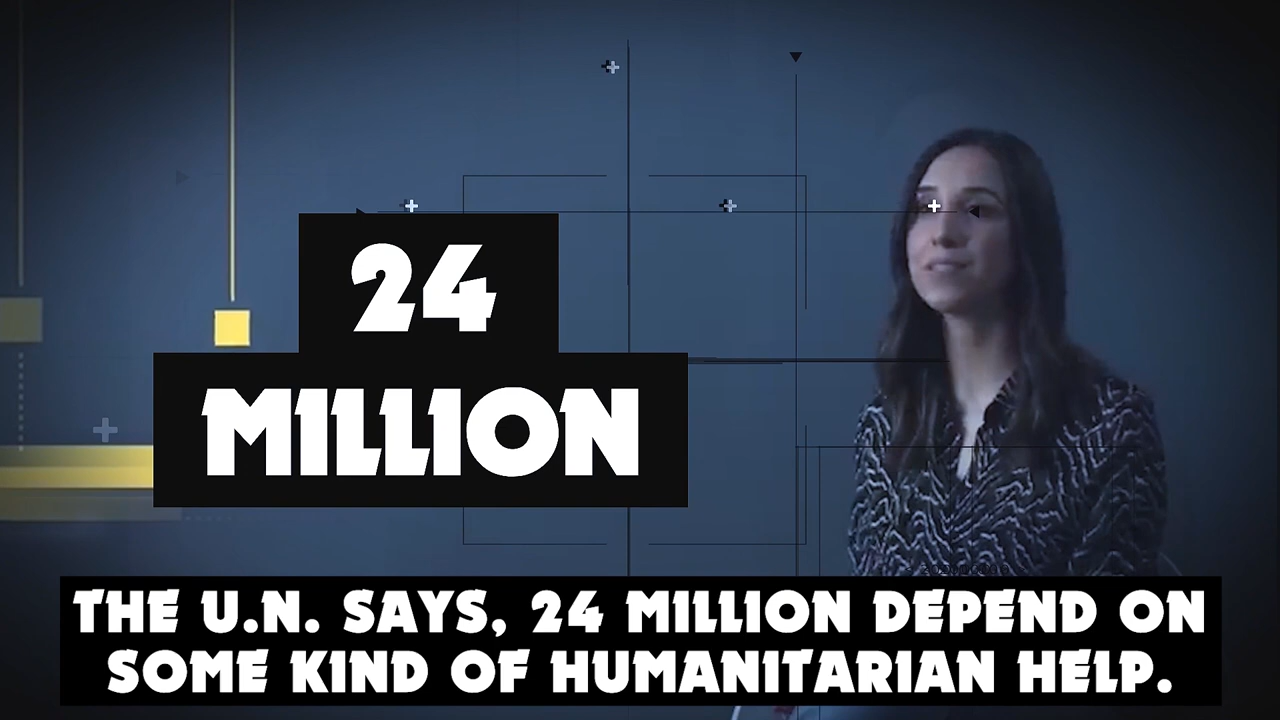 24
MILLION
THE U.N. SAYS, 24 MILLION DEPEND ON
SOME KIND OF HUMANITARIAN HELP.